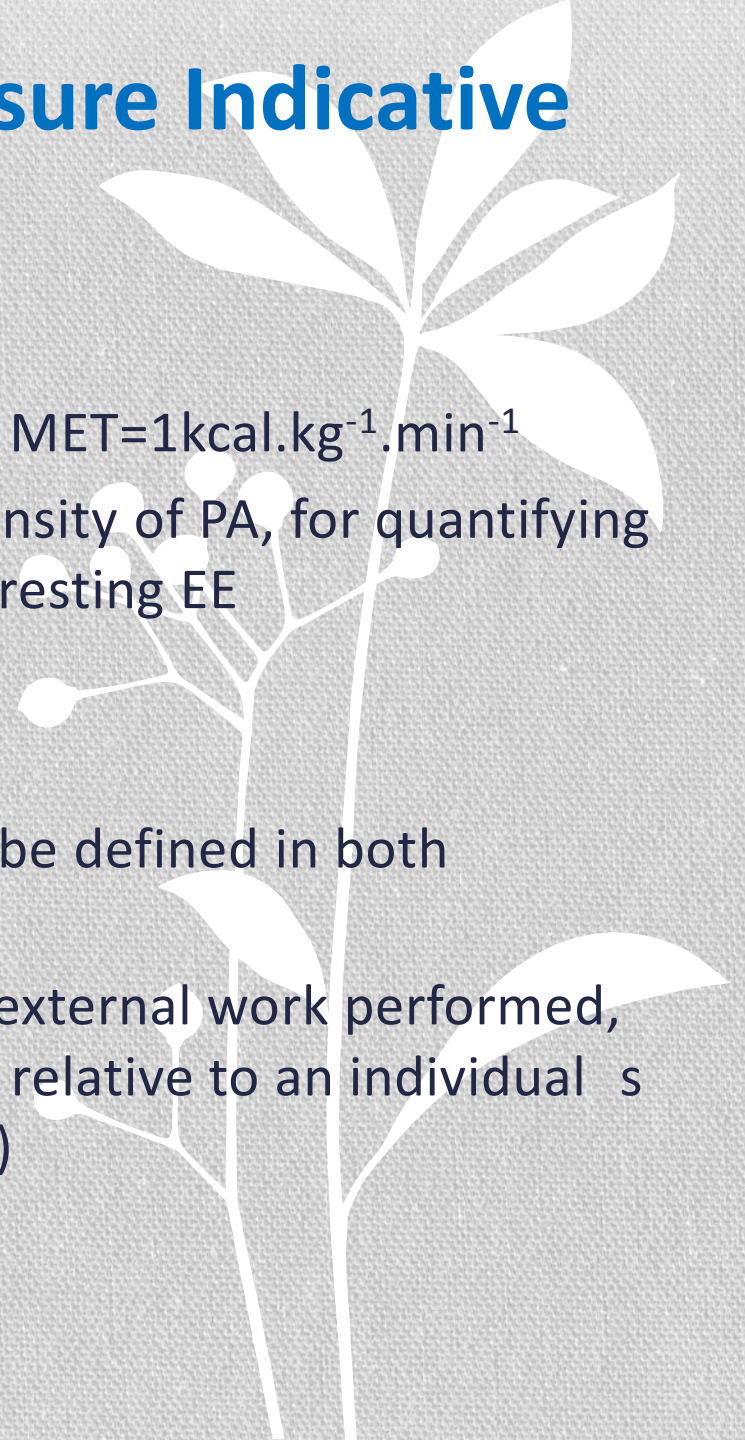 sure Indicative
MET=1kcal.kg⁻¹.min⁻¹
nsity of PA, for quantifying
resting EE
be defined in both
external work performed,
relative to an individual s
)